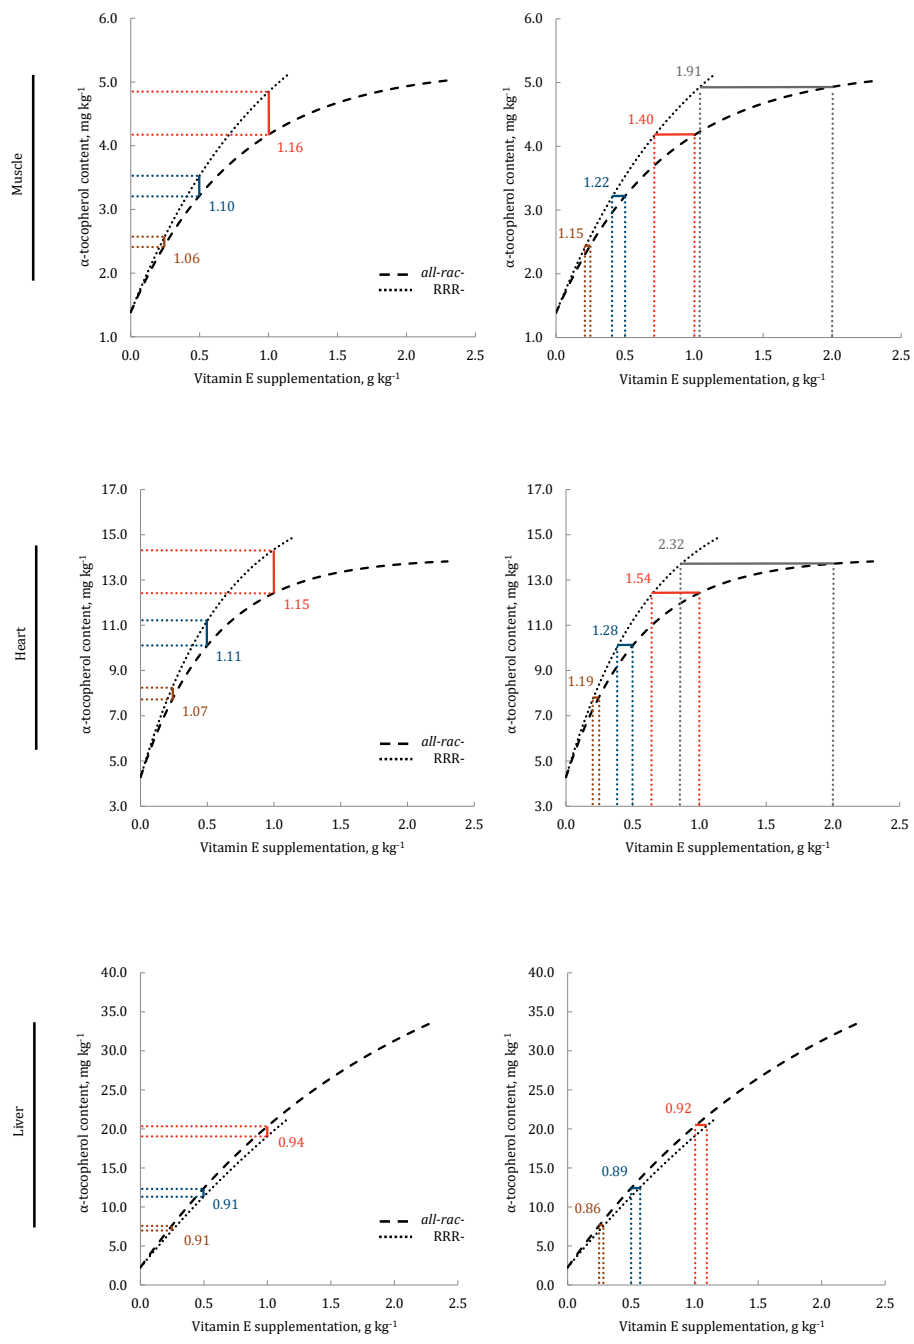 Muscle
α-tocopherol content, mg kg-1
6.0
5.0
4.0
3.0
2.0
1.0
1.16
1.10
1.06
all-rac-
RRR-
0.0 0.5 1.0 1.5 2.0 2.5
Vitamin E supplementation, g kg-1
α-tocopherol content, mg kg-1
6.0
5.0
4.0
3.0
2.0
1.0
1.91
1.40
1.22
1.15
all-rac-
RRR-
0.0 0.5 1.0 1.5 2.0 2.5
Vitamin E supplementation, g kg-1
Heart
α-tocopherol content, mg kg-1
17.0
15.0
13.0
11.0
9.0
7.0
5.0
3.0
1.15
1.11
1.07
all-rac-
RRR-
0.0 0.5 1.0 1.5 2.0 2.5
Vitamin E supplementation, g kg-1
α-tocopherol content, mg kg-1
17.0
15.0
13.0
11.0
9.0
7.0
5.0
3.0
2.32
1.54
1.28
1.19
0.0 0.5 1.0 1.5 2.0 2.5
Vitamin E supplementation, g kg-1
Liver
α-tocopherol content, mg kg-1
40.0
35.0
30.0
25.0
20.0
15.0
10.0
5.0
0.0
0.94
0.91
0.91
all-rac-
RRR-
0.0 0.5 1.0 1.5 2.0 2.5
Vitamin E supplementation, g kg-1
α-tocopherol content, mg kg-1
40.0
35.0
30.0
25.0
20.0
15.0
10.0
5.0
0.0
0.92
0.89
0.86
0.0 0.5 1.0 1.5 2.0 2.5
Vitamin E supplementation, g kg-1